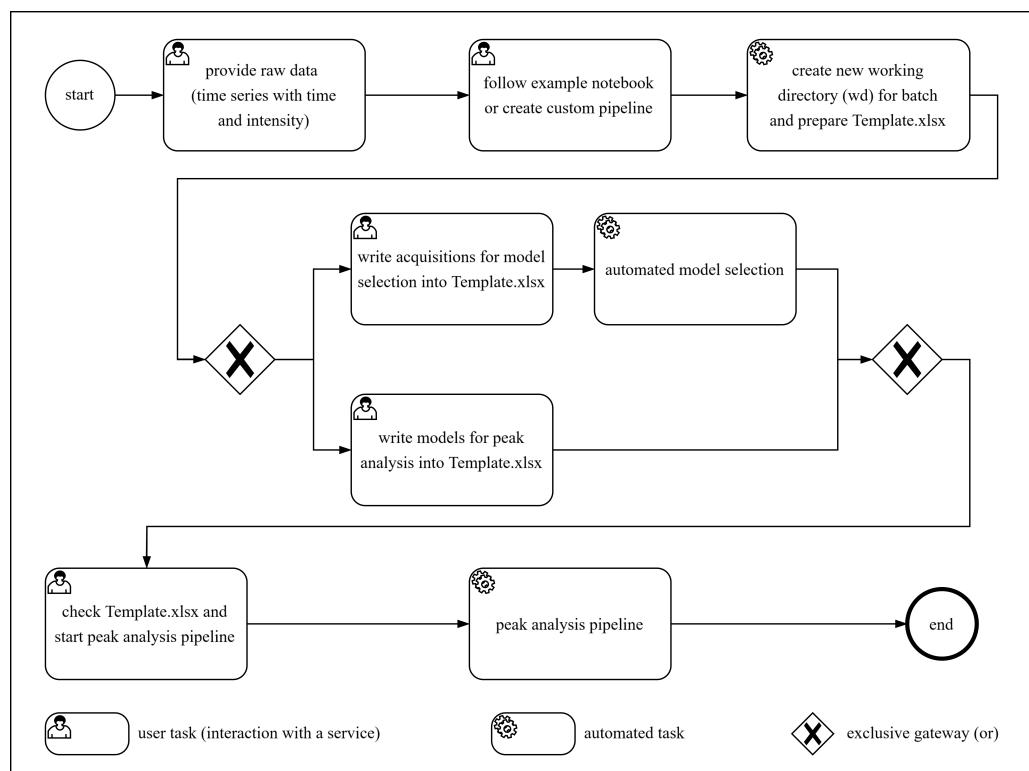 start
provide raw data
(time series with time
and intensity)
follow example notebook
or create custom pipeline
create new working
directory (wd) for batch
and prepare Template.xlsx
write acquisitions for model
selection into Template.xlsx
automated model selection
write models for peak
analysis into Template.xlsx
check Template.xlsx and
start peak analysis pipeline
peak analysis pipeline
end
user task (interaction with a service)
automated task
exclusive gateway (or)